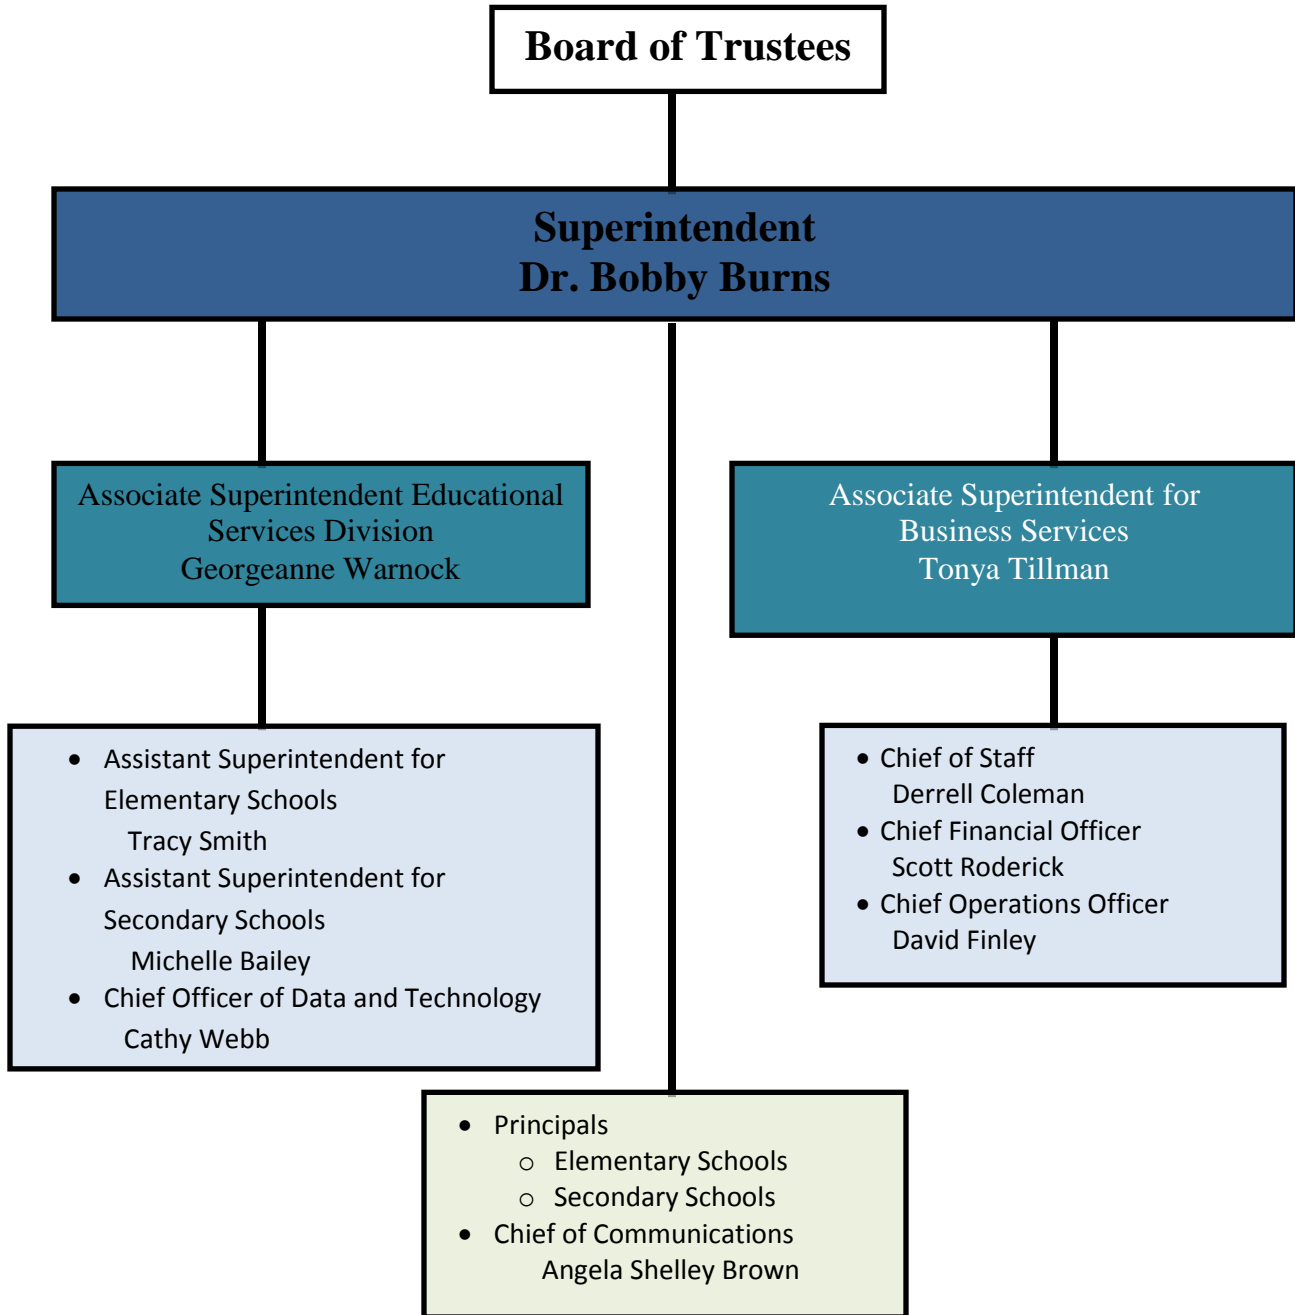 Board of Trustees
Superintendent
Dr. Bobby Burns
Associate Superintendent Educational
Services Division
Georgeanne Warnock
Associate Superintendent for
Business Services
Tonya Tillman
• Assistant Superintendent for
Elementary Schools
Tracy Smith
• Assistant Superintendent for
Secondary Schools
Michelle Bailey
• Chief Officer of Data and Technology
Cathy Webb
• Chief of Staff
Derrell Coleman
• Chief Financial Officer
Scott Roderick
• Chief Operations Officer
David Finley
• Principals
o Elementary Schools
o Secondary Schools
• Chief of Communications
Angela Shelley Brown